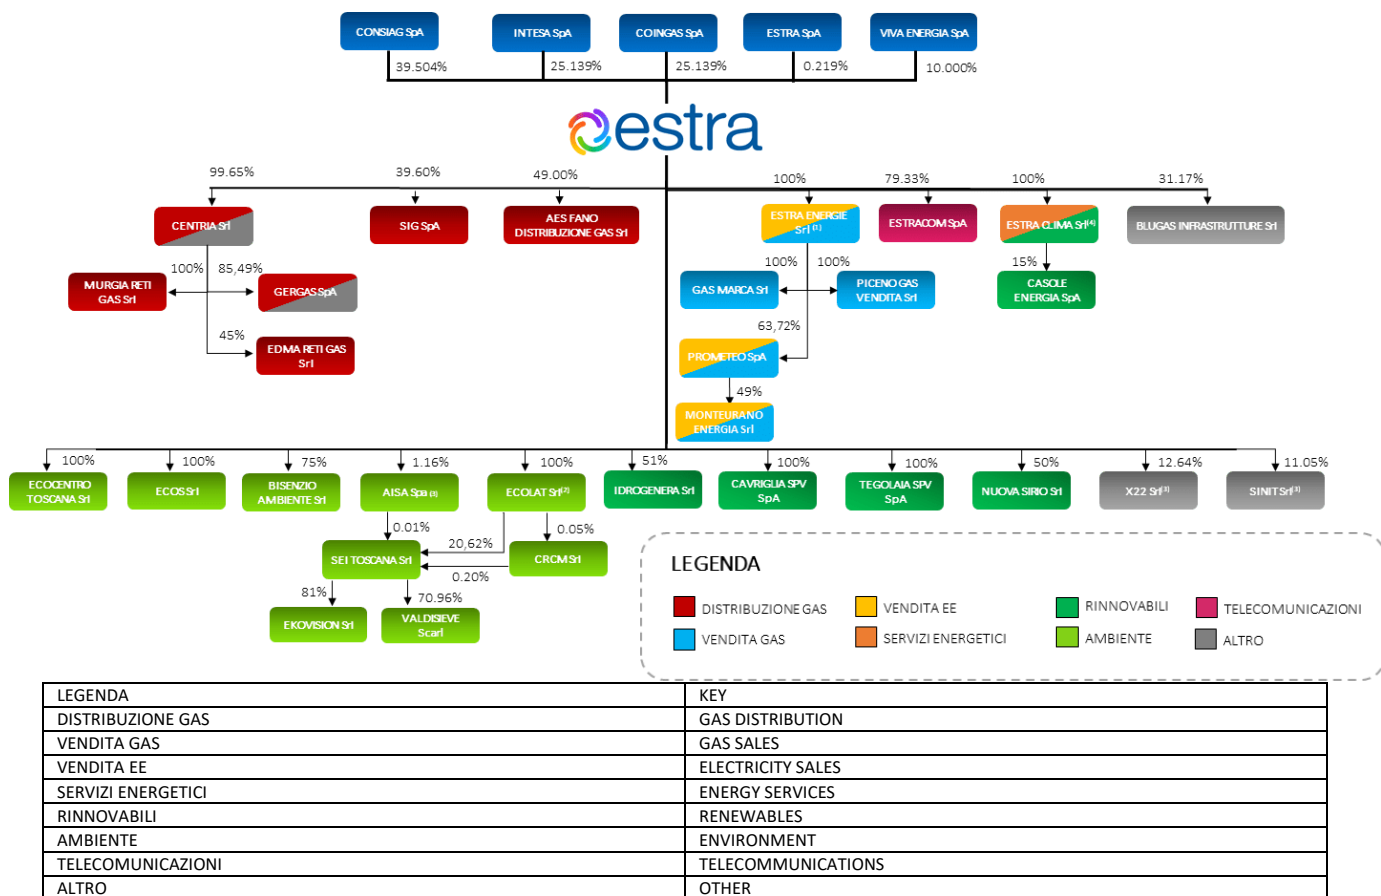 CONSIAG SpA
INTESA SpA
COINGAS SpA
ESTRA SpA
VIVA ENERGIA SpA
39.504%
25.139%
25.139%
0.219%
10.000%
estra
99.65%
39.60%
49.00%
100%
79.33%
100%
31.17%
CENTRIA Srl
SIG SpA
AES FANO
DISTRIBUZIONE GAS Srl
ESTRA ENERGIE
Srl (1)
ESTRACOM SpA
ESTRA CLIMA Srl(4)
BLUGAS INFRASTRUTTURE Srl
100%
85,49%
100%
100%
15%
MURGIA RETI
GAS Srl
GERGAS SpA
GAS MARCA Srl
PICENO GAS
VENDITA Srl
CASOLE
ENERGIA SpA
45%
63,72%
EDMA RETI GAS
Srl
PROMETEO SpA
49%
MONTEURANO
ENERGIA Srl
100%
100%
75%
1.16%
100%
51%
100%
100%
50%
12.64%
11.05%
ECOCENTRO
TOSCANA Srl
ECOS Srl
BISENZIO
AMBIENTE Srl
AISA Spa (3)
ECOLAT Srl(2)
IDROGENERA Srl
CAVRIGLIA SPV
SpA
TEGOLAIA SPV
SpA
NUOVA SIRIO Srl
X22 Srl(3)
SINIT Srl(3)
0.01%
20,62%
0.05%
SEI TOSCANA Srl
CRCM Srl
0.20%
81%
70.96%
EKOVISION Srl
VALDISIEVE
Scarl
LEGENDA
DISTRIBUZIONE GAS
VENDITA EE
RINNOVABILI
TELECOMUNICAZIONI
VENDITA GAS
SERVIZI ENERGETICI
AMBIENTE
ALTRO
LEGENDA KEY
DISTRIBUZIONE GAS GAS DISTRIBUTION
VENDITA GAS GAS SALES
VENDITA EE ELECTRICITY SALES
SERVIZI ENERGETICI ENERGY SERVICES
RINNOVABILI RENEWABLES
AMBIENTE ENVIRONMENT
TELECOMUNICAZIONI TELECOMMUNICATIONS
ALTRO OTHER